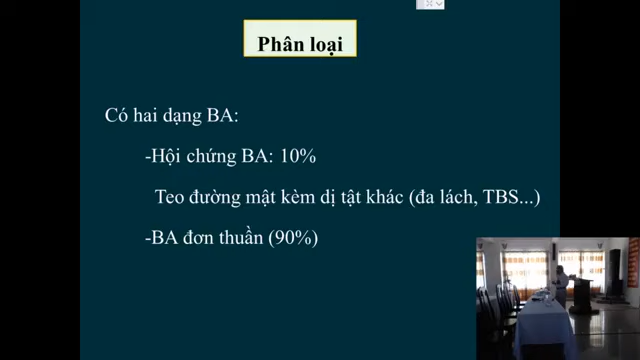 Phân loại
Có hai dạng BA:
-Hội chứng BA: 10%
Teo đường mật kèm dị tật khác (đa lách, TBS...)
-BA đơn thuần (90%)